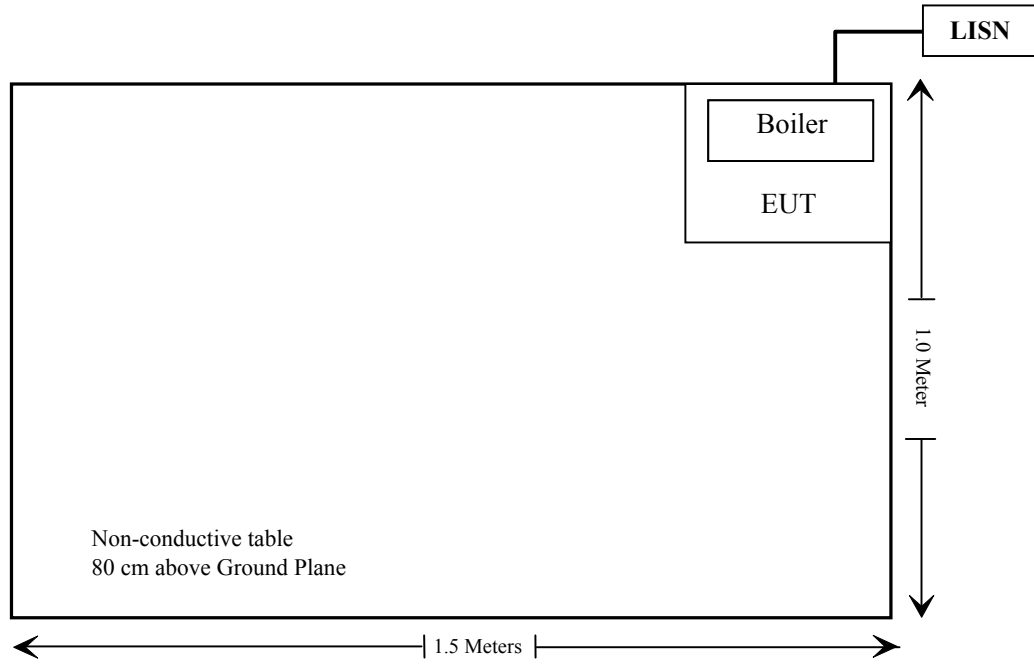 LISN
Boiler
EUT
1.0 Meter
Non-conductive table
80 cm above Ground Plane
1.5 Meters